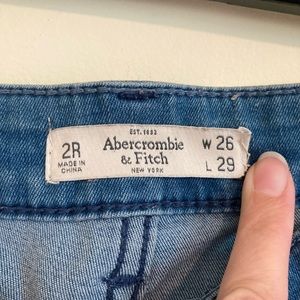 EST. 1892
2R
MADE IN
CHINA
Abercrombie
& Fitch
NEW YORK
W 26
L 29